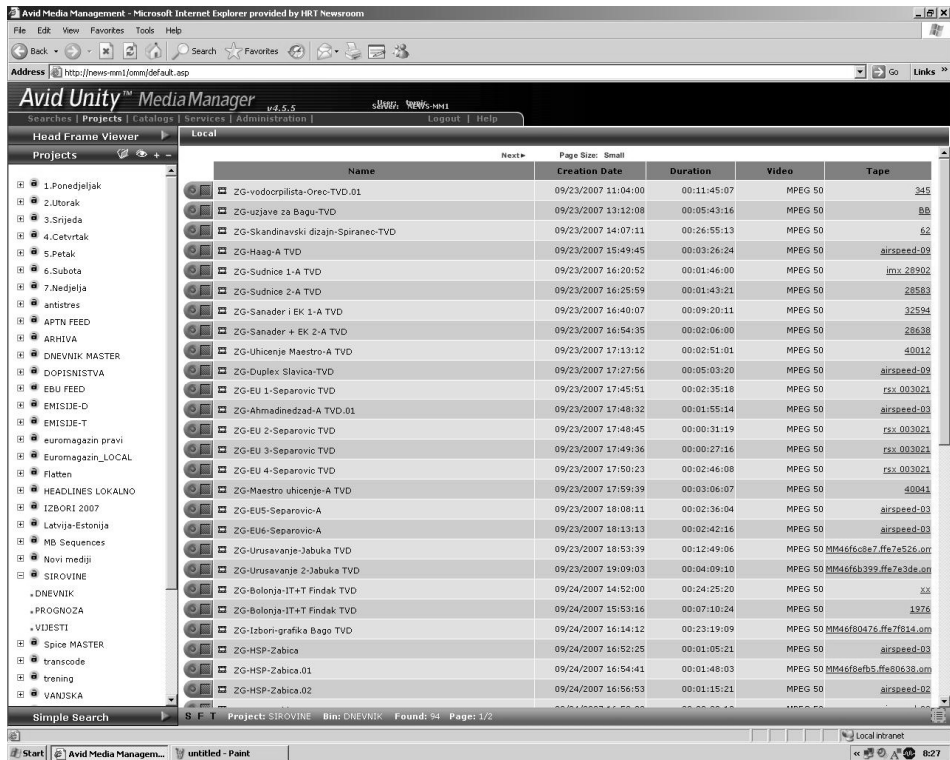 Avid Media Management - Microsoft Internet Explorer provided by HRT Newsroom
File Edit View Favorites Tools Help
Back Search Favorites
Address http://news-mm1/omm/default.asp Go Links »
Avid Unity™ MediaManager v4.5.5
Searches | Projects | Catalogs | Services | Administration | Logout | Help
Head Frame Viewer
Local
Projects
Next Page Size: Small
Name Creation Date Duration Video Tape
1.Ponedjeljak
2.Utorak
3.Srijeda
4.Cetvrtak
5.Petak
6.Subota
7.Nedjelja
antistres
APTN FEED
ARHIVA
DNEVNIK MASTER
DOPISNISTVA
EBU FEED
EMISIJE-D
EMISIJE-T
euromagazin pravi
Euromagazin_LOCAL
Flatten
HEADLINES LOKALNO
IZBORI 2007
Latvija-Estonija
MB Sequences
Novi mediji
SIROVINE
DNEVNIK
PROGNOZA
VIJESTI
Spice MASTER
transcode
trening
VANJSKA
ZG-vodocrpilista-Orec-TVD.01 09/23/2007 11:04:00 00:11:45:07 MPEG 50 345
ZG-uzjave za Bagu-TVD 09/23/2007 13:12:08 00:05:43:16 MPEG 50 BB
ZG-Skandinavski dizajn-Spiranec-TVD 09/23/2007 14:07:11 00:26:55:13 MPEG 50 62
ZG-Haag-A TVD 09/23/2007 15:49:45 00:03:26:24 MPEG 50 airspeed-09
ZG-Sudnice 1-A TVD 09/23/2007 16:20:52 00:01:46:00 MPEG 50 imx 28902
ZG-Sudnice 2-A TVD 09/23/2007 16:25:59 00:01:43:21 MPEG 50 28583
ZG-Sanader i EK 1-A TVD 09/23/2007 16:40:07 00:09:20:11 MPEG 50 32594
ZG-Sanader + EK 2-A TVD 09/23/2007 16:54:35 00:02:06:00 MPEG 50 28638
ZG-Uhicenje Maestro-A TVD 09/23/2007 17:13:12 00:02:51:01 MPEG 50 40012
ZG-Duplex Slavica-TVD 09/23/2007 17:27:56 00:05:03:20 MPEG 50 airspeed-09
ZG-EU 1-Separovic TVD 09/23/2007 17:45:51 00:02:35:18 MPEG 50 rsx 003021
ZG-Ahmadinedzad-A TVD.01 09/23/2007 17:48:32 00:01:55:14 MPEG 50 airspeed-03
ZG-EU 2-Separovic TVD 09/23/2007 17:48:45 00:00:31:19 MPEG 50 rsx 003021
ZG-EU 3-Separovic TVD 09/23/2007 17:49:36 00:00:27:16 MPEG 50 rsx 003021
ZG-EU 4-Separovic TVD 09/23/2007 17:50:23 00:02:46:08 MPEG 50 rsx 003021
ZG-Maestro uhicenje-A TVD 09/23/2007 17:59:39 00:03:06:07 MPEG 50 40041
ZG-EU5-Separovic-A 09/23/2007 18:08:11 00:02:36:04 MPEG 50 airspeed-03
ZG-EU6-Separovic-A 09/23/2007 18:13:13 00:02:42:16 MPEG 50 airspeed-03
ZG-Urusavanje-Jabuka TVD 09/23/2007 18:53:39 00:12:49:06 MPEG 50 MM46f6c8e7.ffe7e526.om
ZG-Urusavanje 2-Jabuka TVD 09/23/2007 19:09:03 00:04:09:10 MPEG 50 MM46f6b399.ffe7e3de.om
ZG-Bolonja-IT+T Findak TVD 09/24/2007 14:52:00 00:24:25:20 MPEG 50 xx
ZG-Bolonja-IT+T Findak TVD 09/24/2007 15:53:16 00:07:10:24 MPEG 50 1976
ZG-Izbori-grafika Bago TVD 09/24/2007 16:14:12 00:23:19:09 MPEG 50 MM46f80476.ffe7f814.om
ZG-HSP-Zabica 09/24/2007 16:52:25 00:01:05:21 MPEG 50 airspeed-03
ZG-HSP-Zabica.01 09/24/2007 16:54:41 00:01:48:03 MPEG 50 MM46f8efb5.ffe80638.om
ZG-HSP-Zabica.02 09/24/2007 16:56:53 00:01:15:21 MPEG 50 airspeed-02
Simple Search
S F T Project: SIROVINE Bin: DNEVNIK Found: 94 Page: 1/2
Local intranet
Start Avid Media Managem... untitled - Paint « 8:27